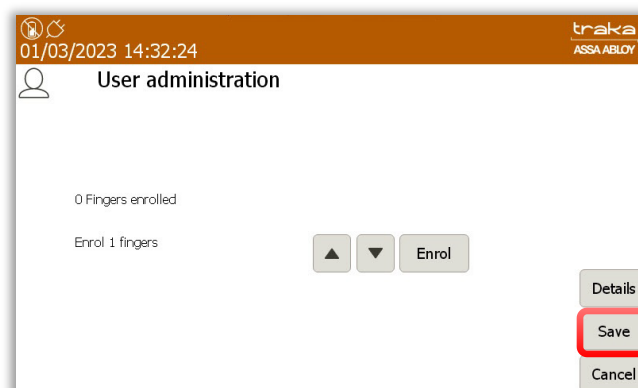 traka
01/03/2023 14:32:24
ASSA ABLOY
User administration
0 Fingers enrolled
Enrol 1 fingers
Enrol
Details
Save
Cancel